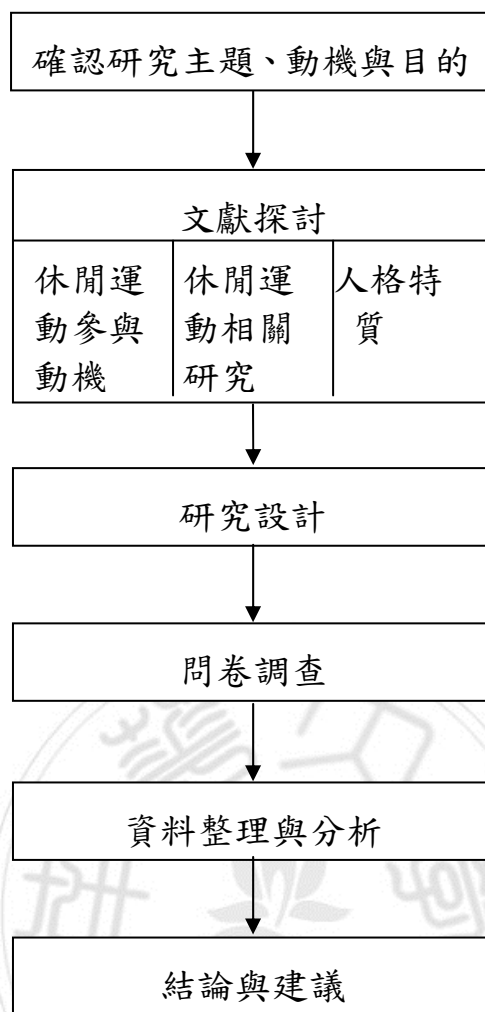 確認研究主題、動機與目的
文獻探討
休閒運
動參與
動機
休閒運
動相關
研究
人格特
質
研究設計
問卷調查
資料整理與分析
結論與建議